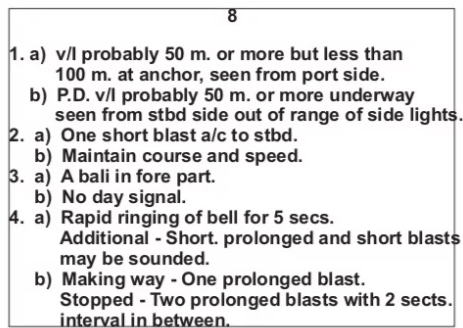 8
1. a) v/l probably 50 m. or more but less than
100 m. at anchor, seen from port side.
b) P.D. v/l probably 50 m. or more underway
seen from stbd side out of range of side lights.
2. a) One short blast a/c to stbd.
b) Maintain course and speed.
3. a) A bali in fore part.
b) No day signal.
4. a) Rapid ringing of bell for 5 secs.
Additional - Short. prolonged and short blasts
may be sounded.
b) Making way - One prolonged blast.
Stopped - Two prolonged blasts with 2 sects.
interval in between.